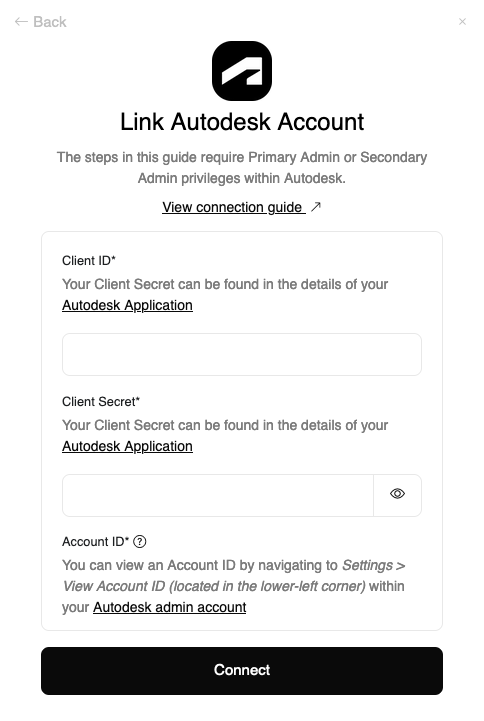 ← Back
×
Link Autodesk Account
The steps in this guide require Primary Admin or Secondary
Admin privileges within Autodesk.
View connection guide ↗
Client ID*
Your Client Secret can be found in the details of your
Autodesk Application
Client Secret*
Your Client Secret can be found in the details of your
Autodesk Application
Account ID* ?
You can view an Account ID by navigating to Settings >
View Account ID (located in the lower-left corner) within
your Autodesk admin account
Connect